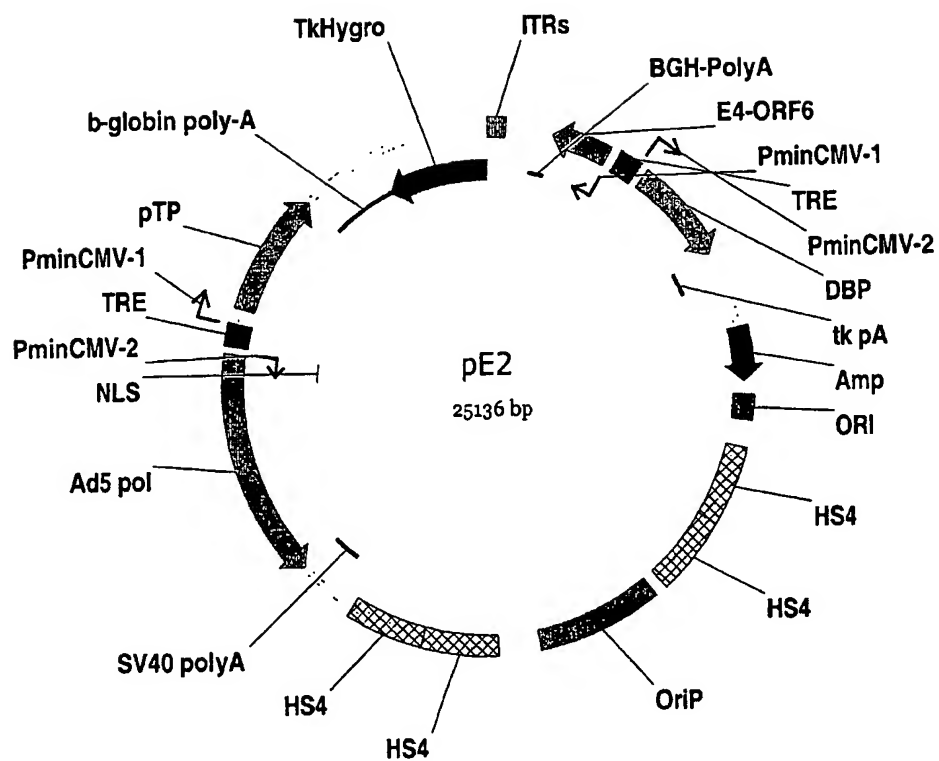 TkHygro
ITRs
BGH-PolyA
b-globin poly-A
E4-ORF6
PminCMV-1
pTP
TRE
PminCMV-1
PminCMV-2
TRE
DBP
PminCMV-2
tk pA
NLS
pE2
25136 bp
Amp
ORI
Ad5 pol
HS4
HS4
SV40 polyA
OriP
HS4
HS4